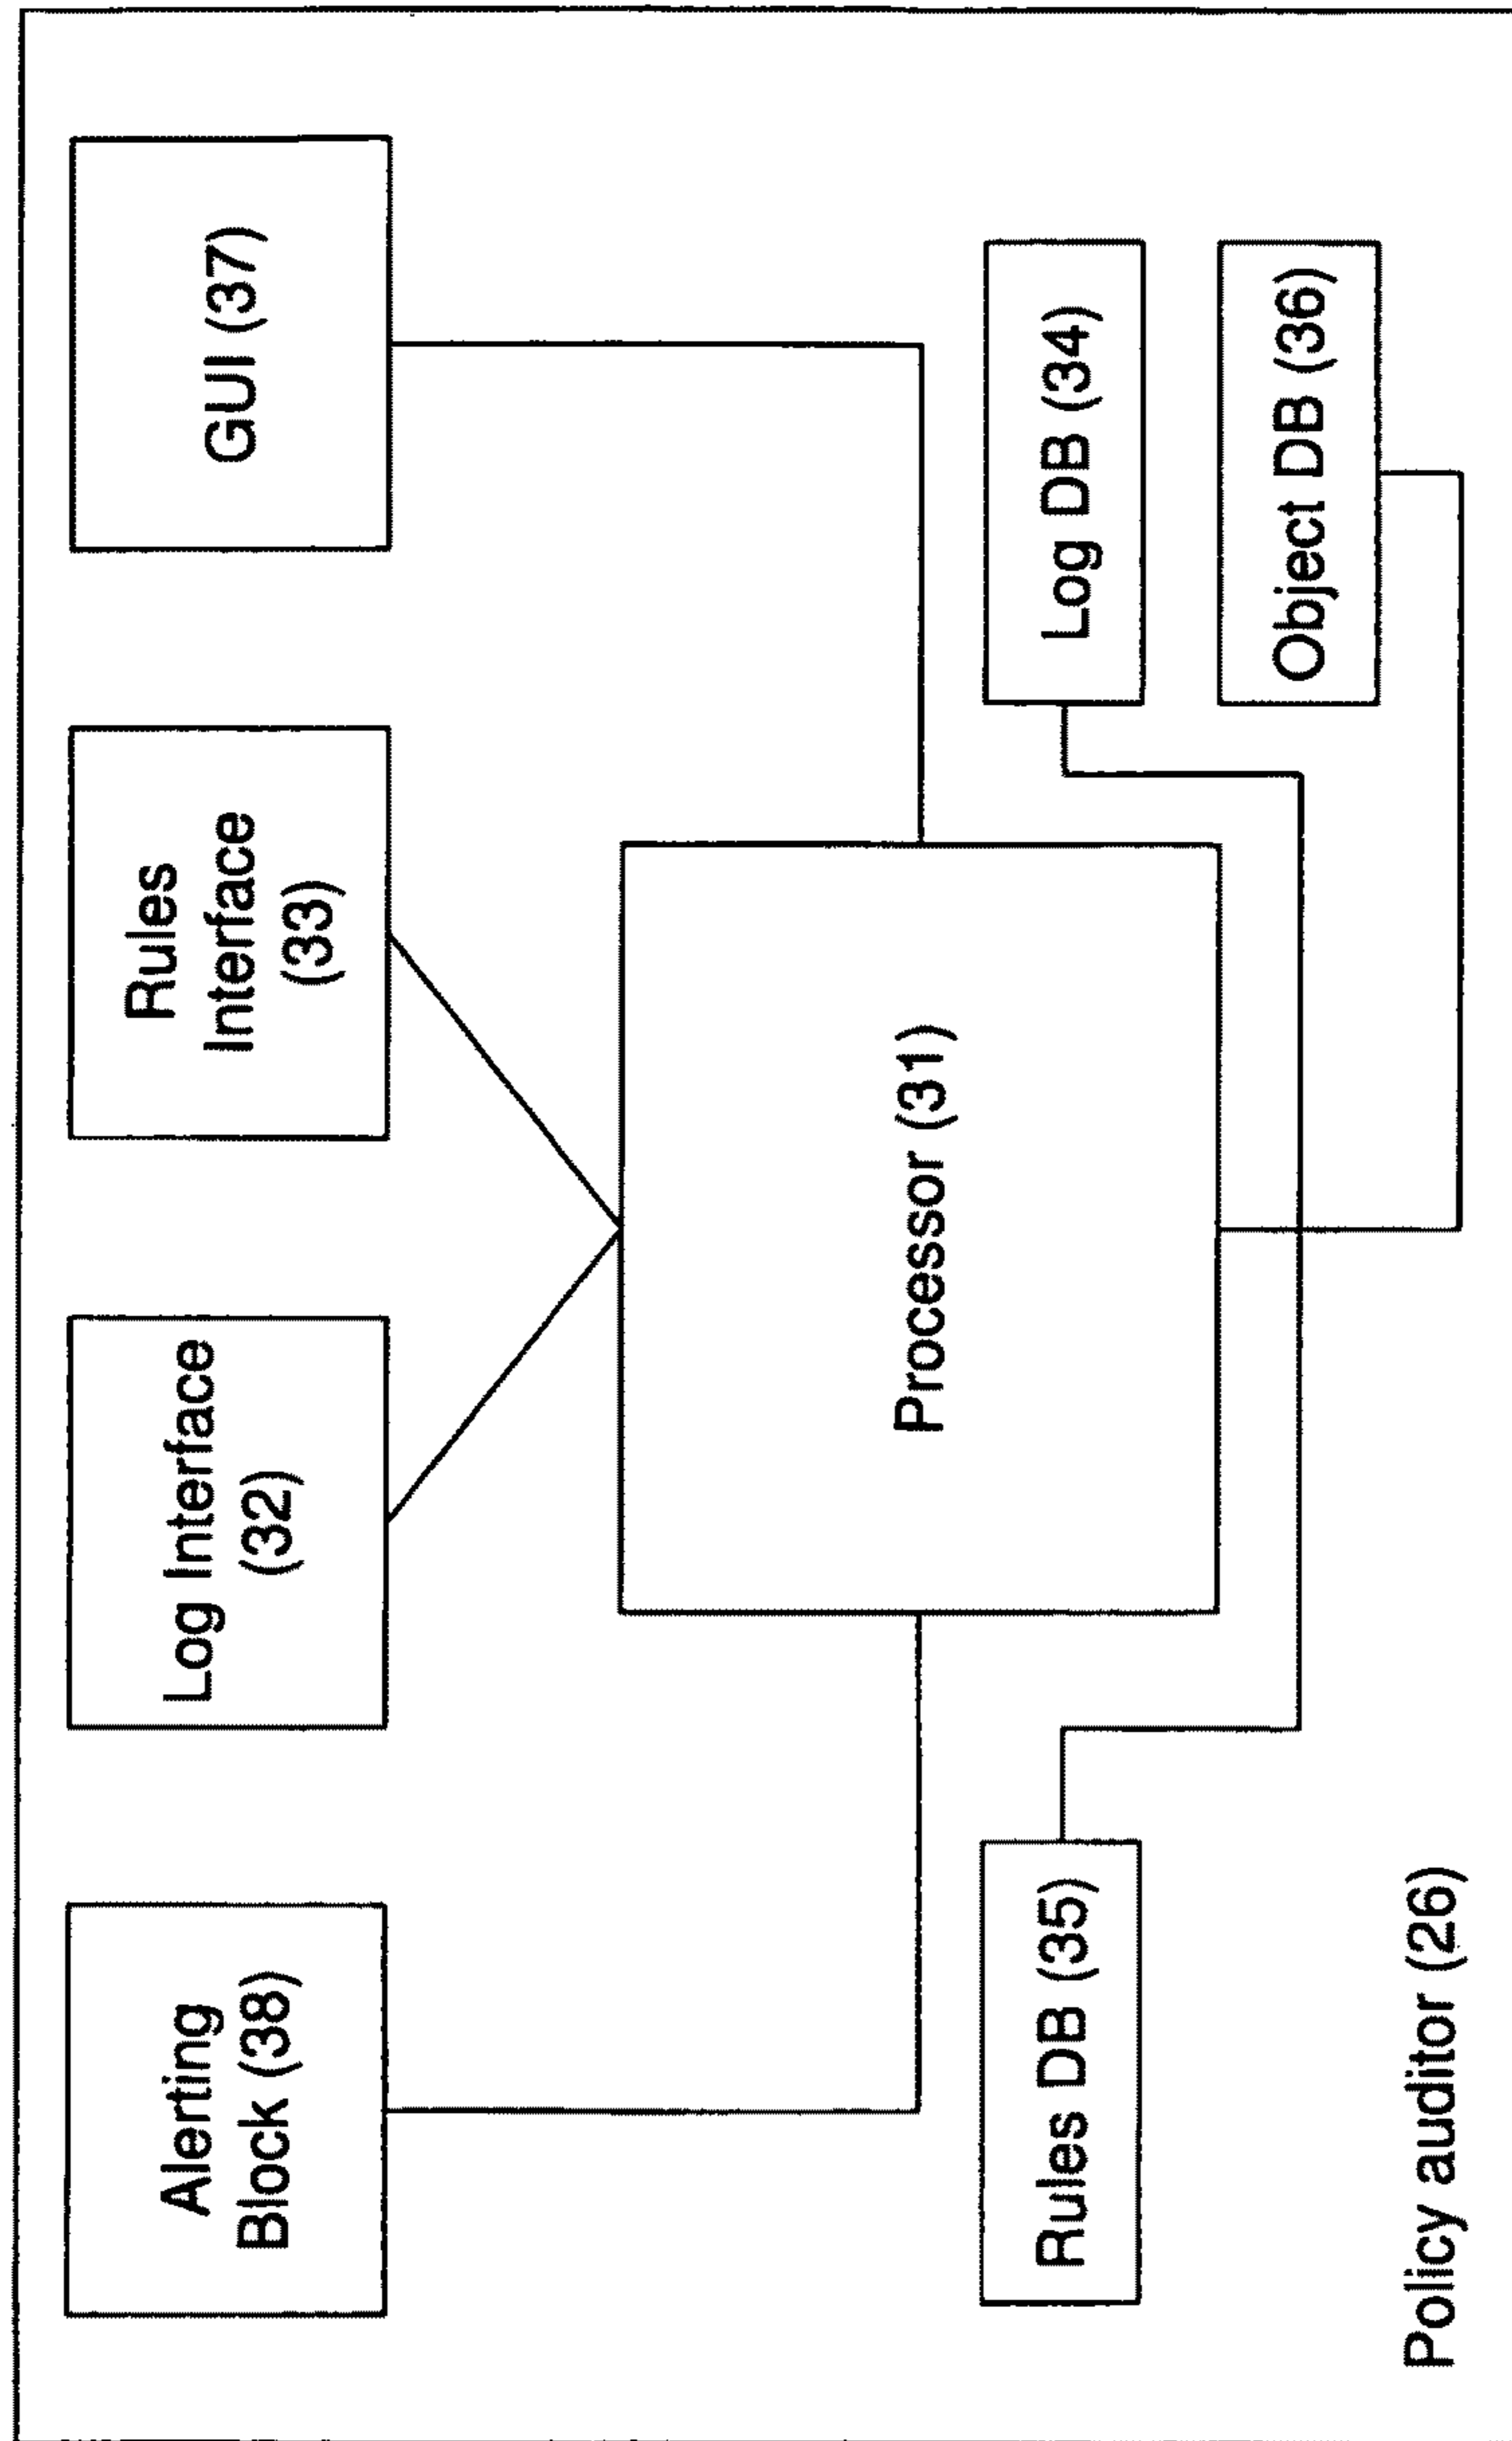 Alerting
Block (38)
Log Interface
(32)
Rules
Interface
(33)
GUI (37)
Processor (31)
Rules DB (35)
Log DB (34)
Object DB (36)
Policy auditor (26)